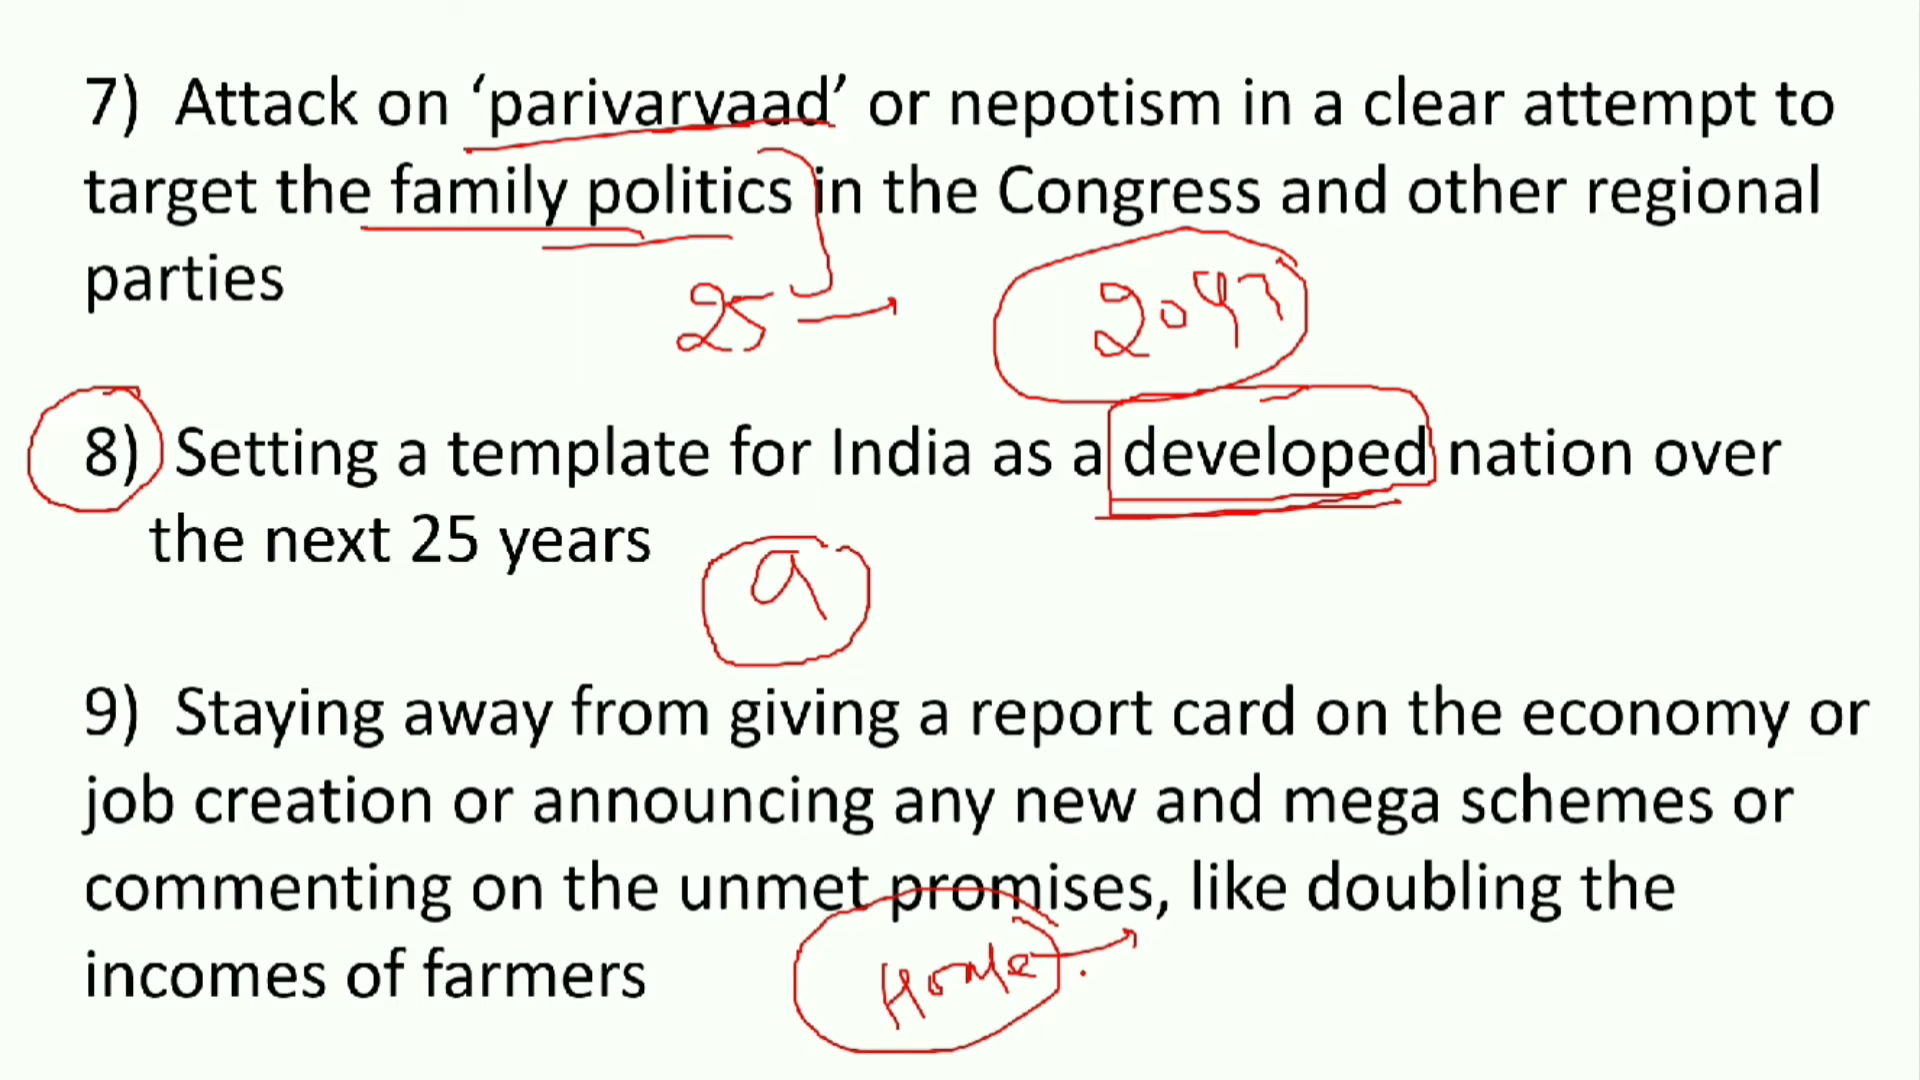 7) Attack on ‘parivarvaad’ or nepotism in a clear attempt to
target the family politics in the Congress and other regional
parties
25 → 2047
8) Setting a template for India as a developed nation over
the next 25 years
9
9) Staying away from giving a report card on the economy or
job creation or announcing any new and mega schemes or
commenting on the unmet promises, like doubling the
incomes of farmers
Home